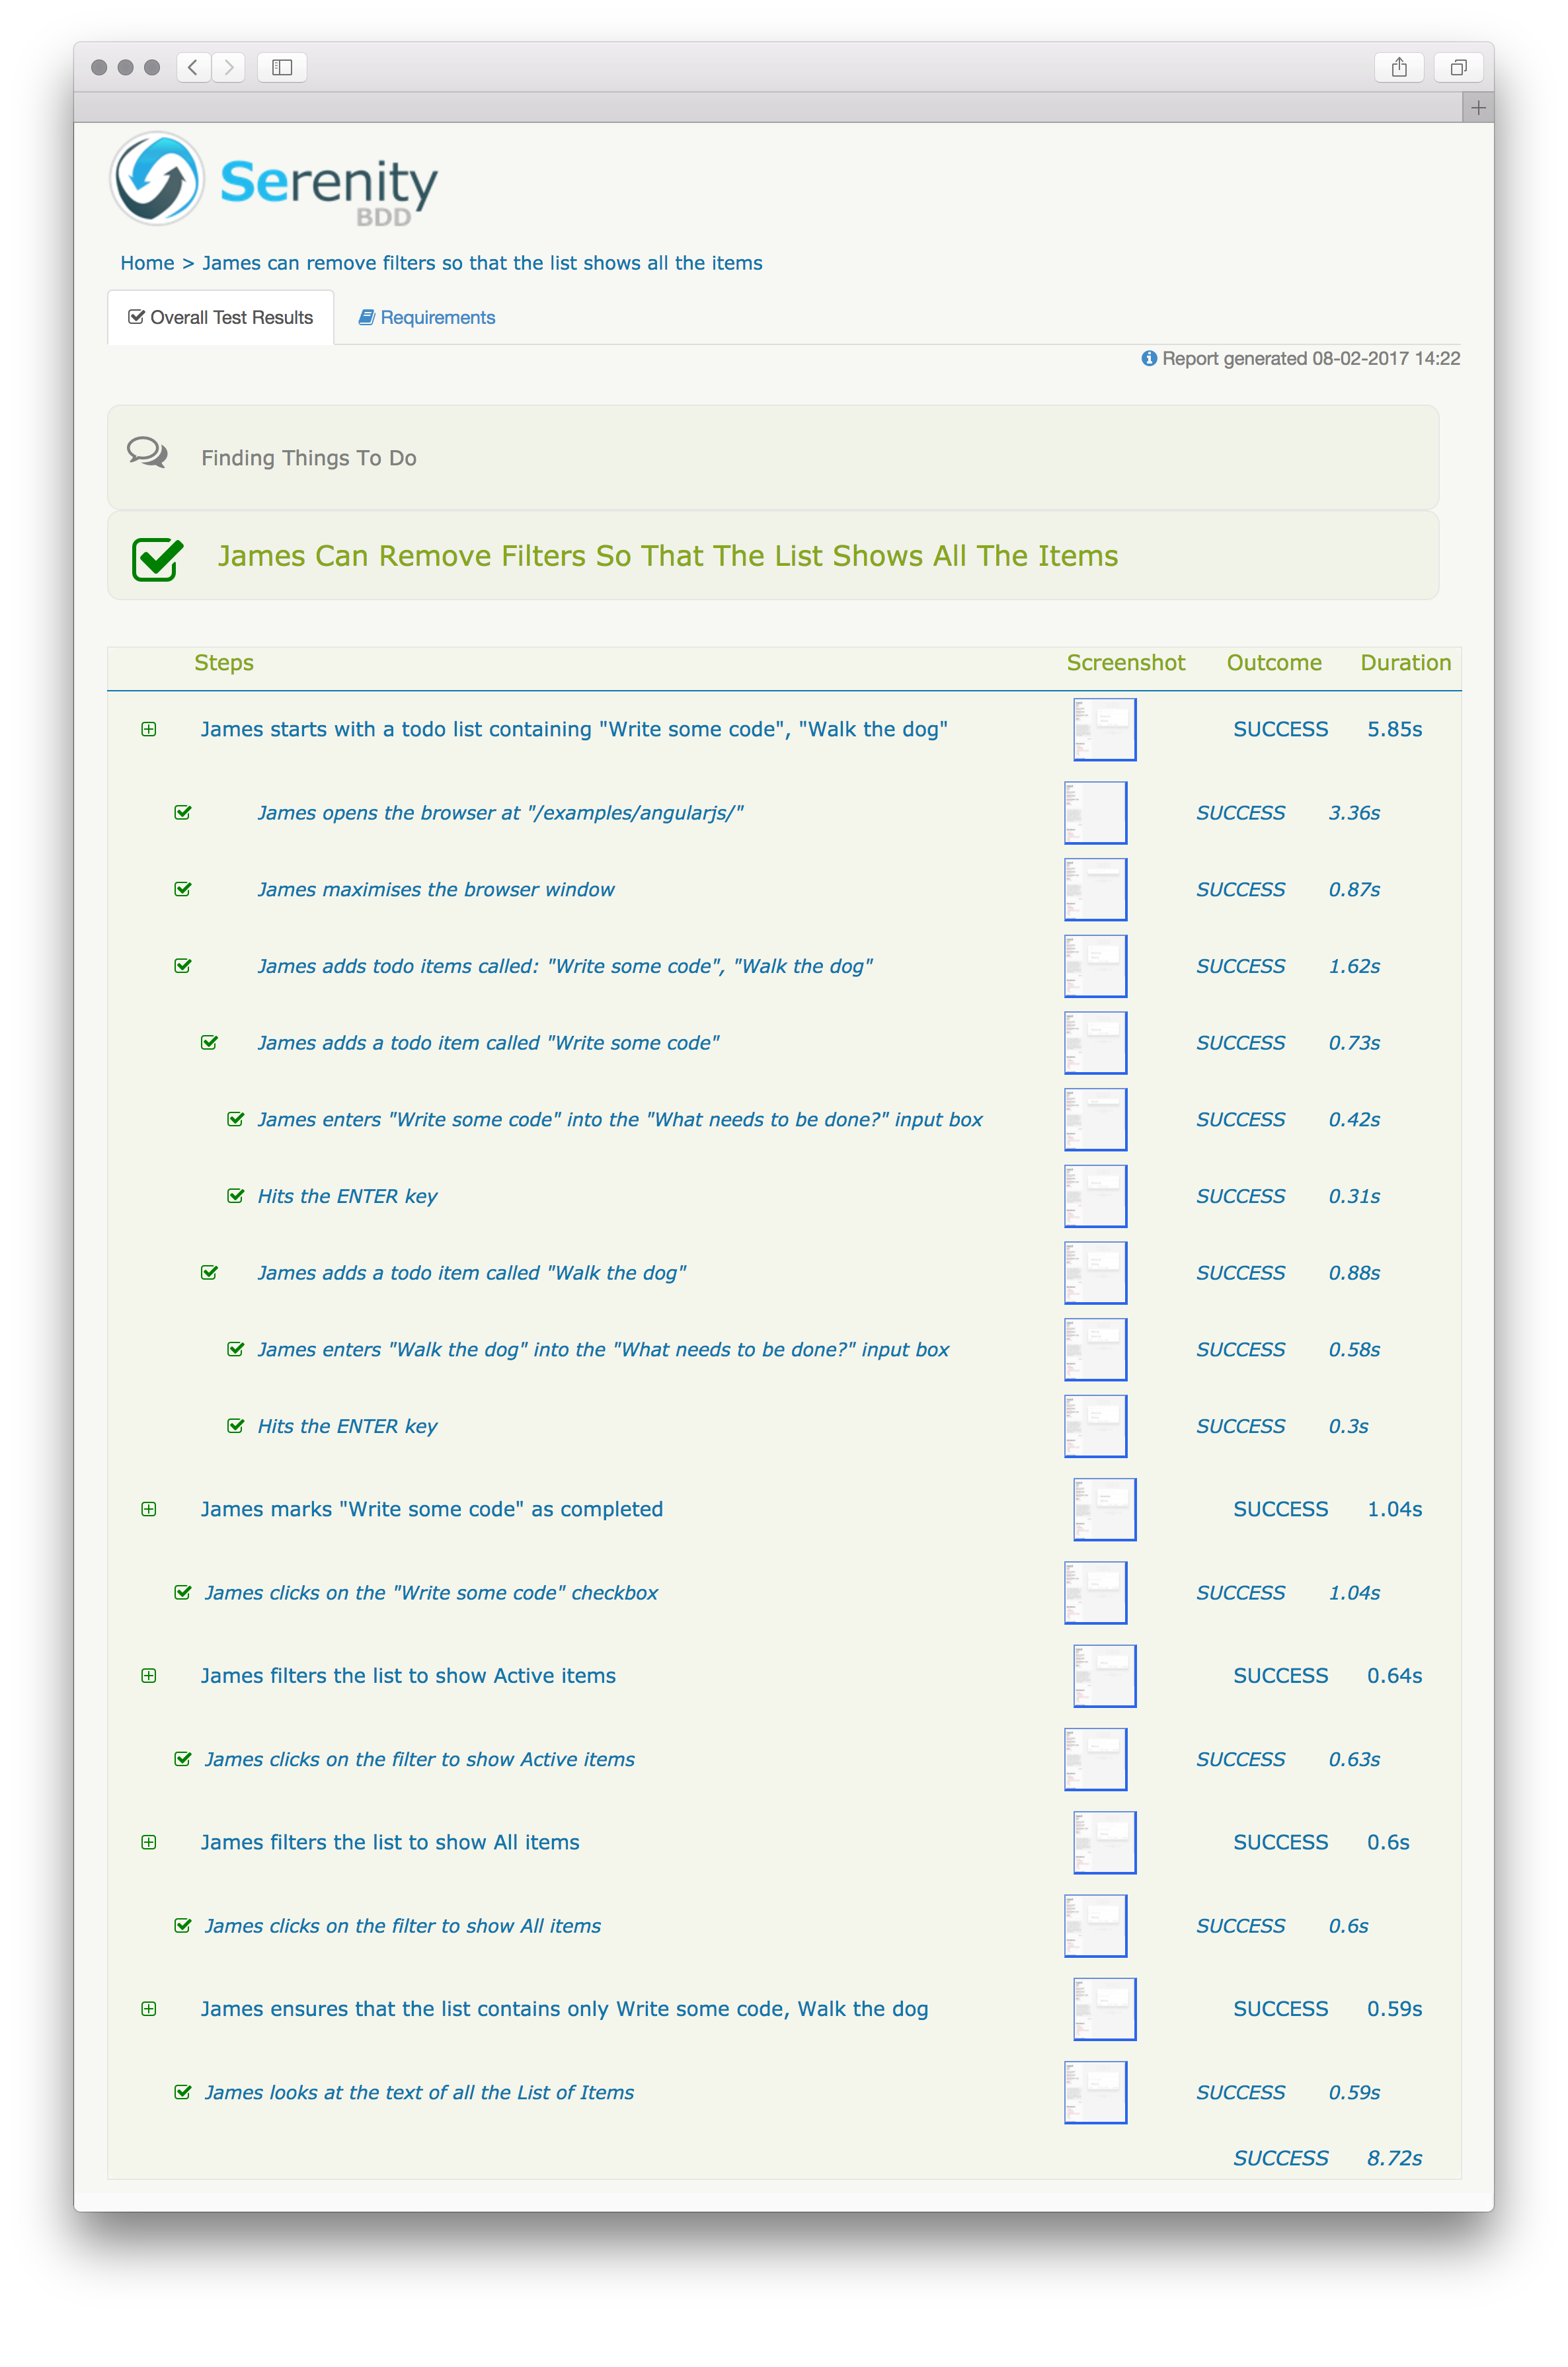 Serenity
BDD
Home > James can remove filters so that the list shows all the items
Overall Test Results Requirements
Report generated 08-02-2017 14:22
Finding Things To Do
James Can Remove Filters So That The List Shows All The Items
Steps Screenshot Outcome Duration
James starts with a todo list containing "Write some code", "Walk the dog" SUCCESS 5.85s
James opens the browser at "/examples/angularjs/" SUCCESS 3.36s
James maximises the browser window SUCCESS 0.87s
James adds todo items called: "Write some code", "Walk the dog" SUCCESS 1.62s
James adds a todo item called "Write some code" SUCCESS 0.73s
James enters "Write some code" into the "What needs to be done?" input box SUCCESS 0.42s
Hits the ENTER key SUCCESS 0.31s
James adds a todo item called "Walk the dog" SUCCESS 0.88s
James enters "Walk the dog" into the "What needs to be done?" input box SUCCESS 0.58s
Hits the ENTER key SUCCESS 0.3s
James marks "Write some code" as completed SUCCESS 1.04s
James clicks on the "Write some code" checkbox SUCCESS 1.04s
James filters the list to show Active items SUCCESS 0.64s
James clicks on the filter to show Active items SUCCESS 0.63s
James filters the list to show All items SUCCESS 0.6s
James clicks on the filter to show All items SUCCESS 0.6s
James ensures that the list contains only Write some code, Walk the dog SUCCESS 0.59s
James looks at the text of all the List of Items SUCCESS 0.59s
SUCCESS 8.72s